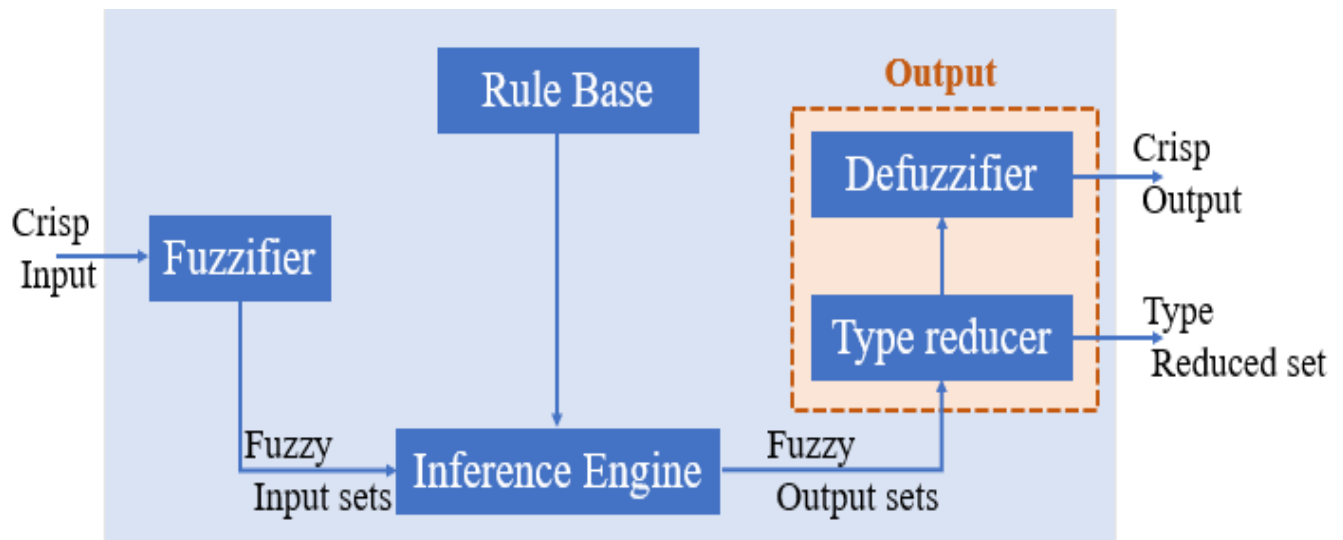 Rule Base
Output
Defuzzifier
Crisp
Output
Crisp
Input
Fuzzifier
Type reducer
Type
Reduced set
Fuzzy
Input sets
Inference Engine
Fuzzy
Output sets